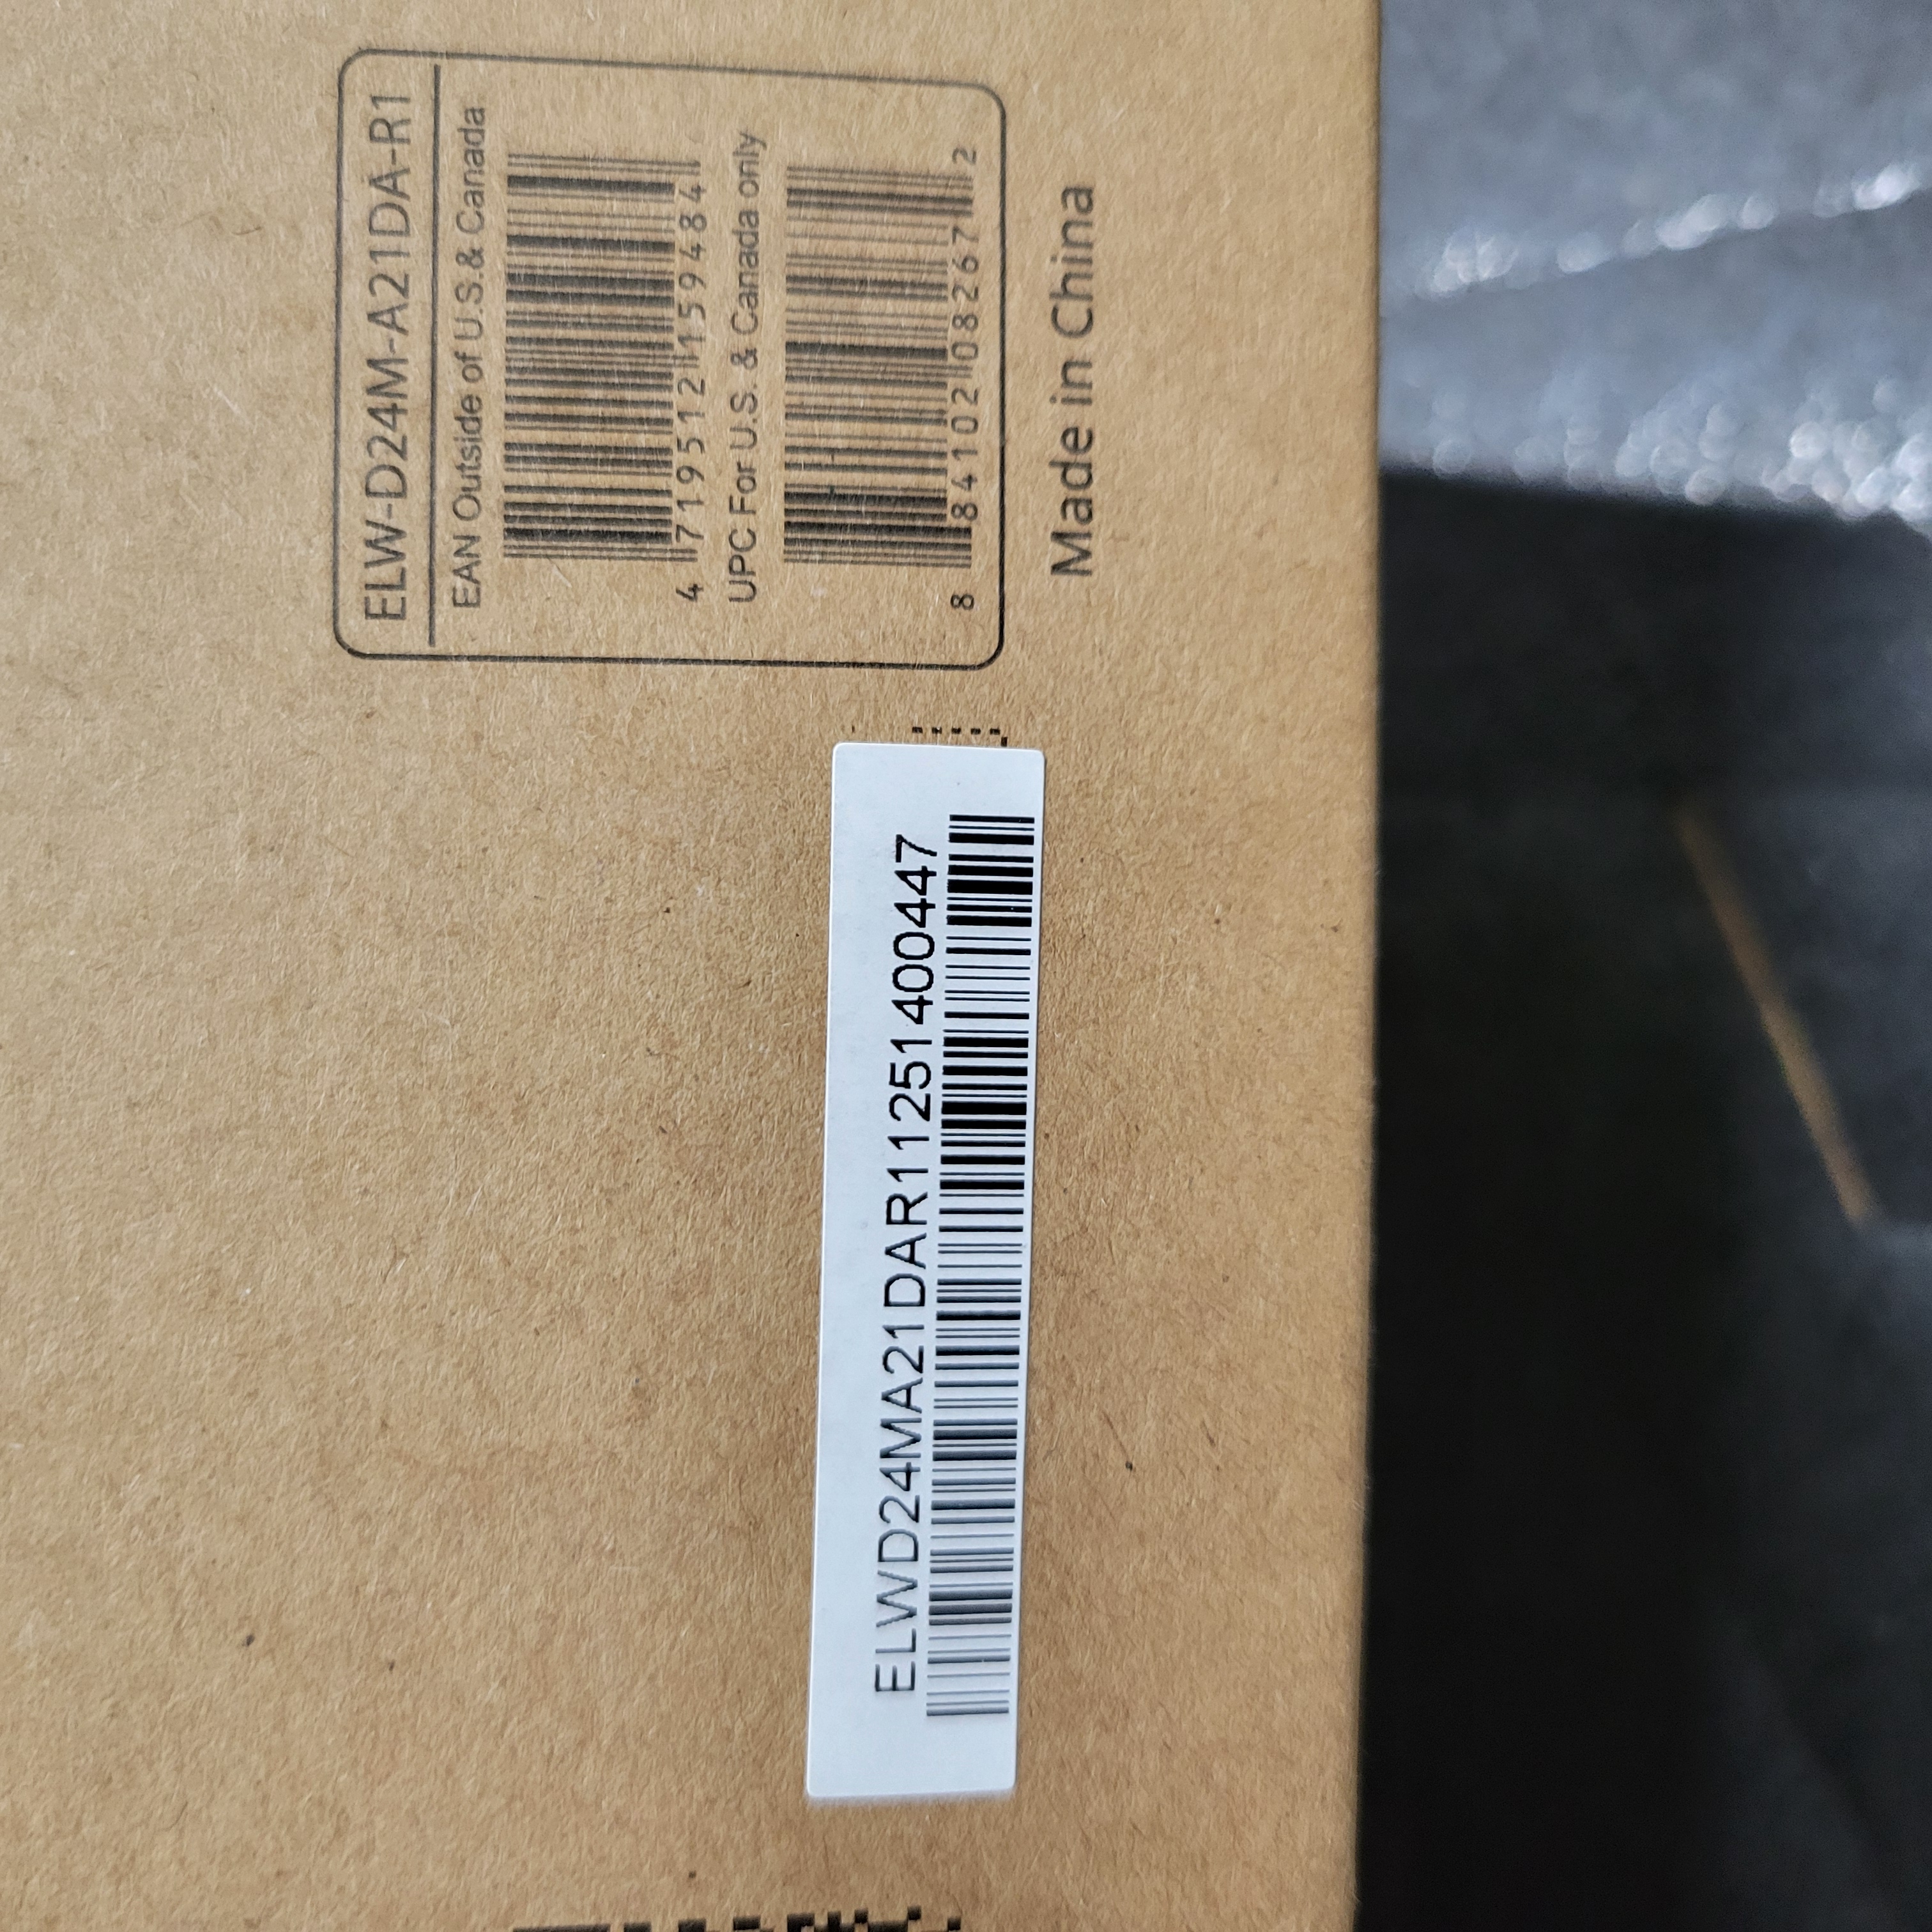 ELW-D24M-A21DA-R1
EAN Outside of U.S.& Canada
4 719512 159484
UPC For U.S. & Canada only
8 84102 08267 2
Made in China
ELWD24MA21DAR11251400447